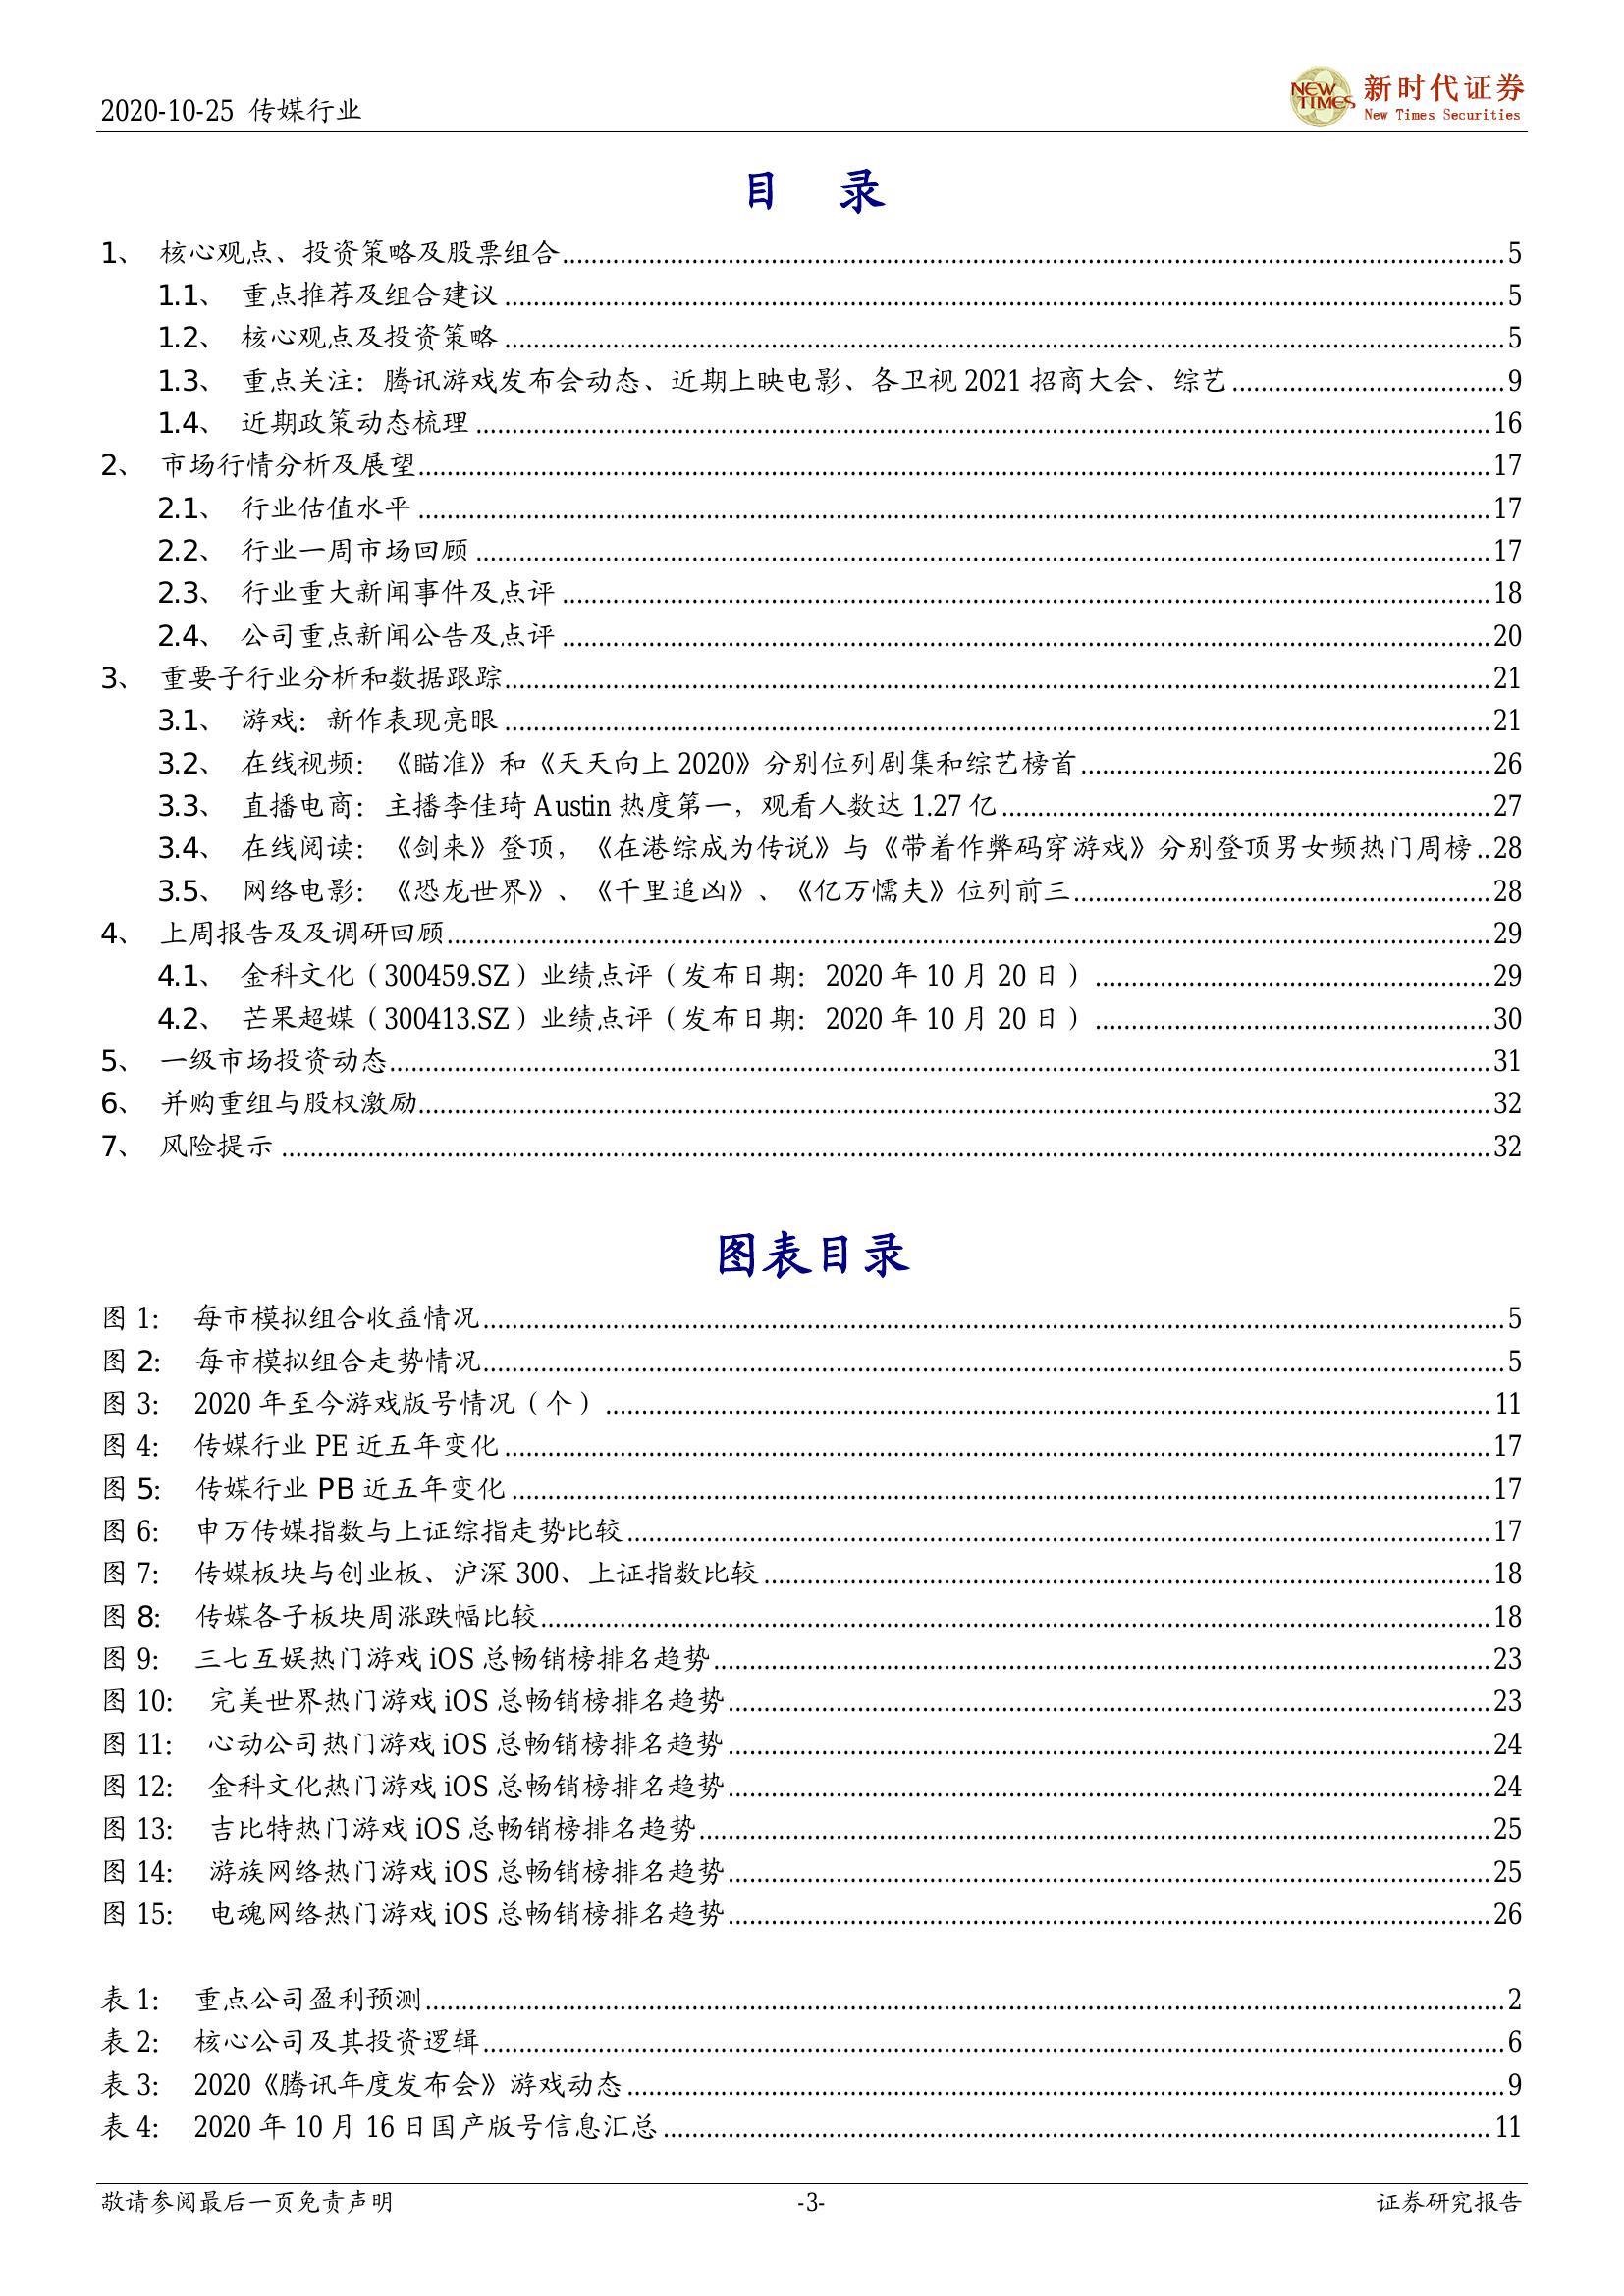 2020-10-25 传媒行业
NEW TIMES 新时代证券
New Times Securities
目 录
1、 核心观点、投资策略及股票组合 5
1.1、 重点推荐及组合建议 5
1.2、 核心观点及投资策略 5
1.3、 重点关注：腾讯游戏发布会动态、近期上映电影、各卫视 2021 招商大会、综艺 9
1.4、 近期政策动态梳理 16
2、 市场行情分析及展望 17
2.1、 行业估值水平 17
2.2、 行业一周市场回顾 17
2.3、 行业重大新闻事件及点评 18
2.4、 公司重点新闻公告及点评 20
3、 重要子行业分析和数据跟踪 21
3.1、 游戏：新作表现亮眼 21
3.2、 在线视频：《瞄准》和《天天向上 2020》分别位列剧集和综艺榜首 26
3.3、 直播电商：主播李佳琦 Austin 热度第一，观看人数达 1.27 亿 27
3.4、 在线阅读：《剑来》登顶，《在港综成为传说》与《带着作弊码穿游戏》分别登顶男女频热门周榜 28
3.5、 网络电影：《恐龙世界》、《千里追凶》、《亿万懦夫》位列前三 28
4、 上周报告及及调研回顾 29
4.1、 金科文化（300459.SZ）业绩点评（发布日期：2020 年 10 月 20 日） 29
4.2、 芒果超媒（300413.SZ）业绩点评（发布日期：2020 年 10 月 20 日） 30
5、 一级市场投资动态 31
6、 并购重组与股权激励 32
7、 风险提示 32
图表目录
图 1： 每市模拟组合收益情况 5
图 2： 每市模拟组合走势情况 5
图 3： 2020 年至今游戏版号情况（个） 11
图 4： 传媒行业 PE 近五年变化 17
图 5： 传媒行业 PB 近五年变化 17
图 6： 申万传媒指数与上证综指走势比较 17
图 7： 传媒板块与创业板、沪深 300、上证指数比较 18
图 8： 传媒各子板块周涨跌幅比较 18
图 9： 三七互娱热门游戏 iOS 总畅销榜排名趋势 23
图 10： 完美世界热门游戏 iOS 总畅销榜排名趋势 23
图 11： 心动公司热门游戏 iOS 总畅销榜排名趋势 24
图 12： 金科文化热门游戏 iOS 总畅销榜排名趋势 24
图 13： 吉比特热门游戏 iOS 总畅销榜排名趋势 25
图 14： 游族网络热门游戏 iOS 总畅销榜排名趋势 25
图 15： 电魂网络热门游戏 iOS 总畅销榜排名趋势 26
表 1： 重点公司盈利预测 2
表 2： 核心公司及其投资逻辑 6
表 3： 2020《腾讯年度发布会》游戏动态 9
表 4： 2020 年 10 月 16 日国产版号信息汇总 11
敬请参阅最后一页免责声明 -3- 证券研究报告